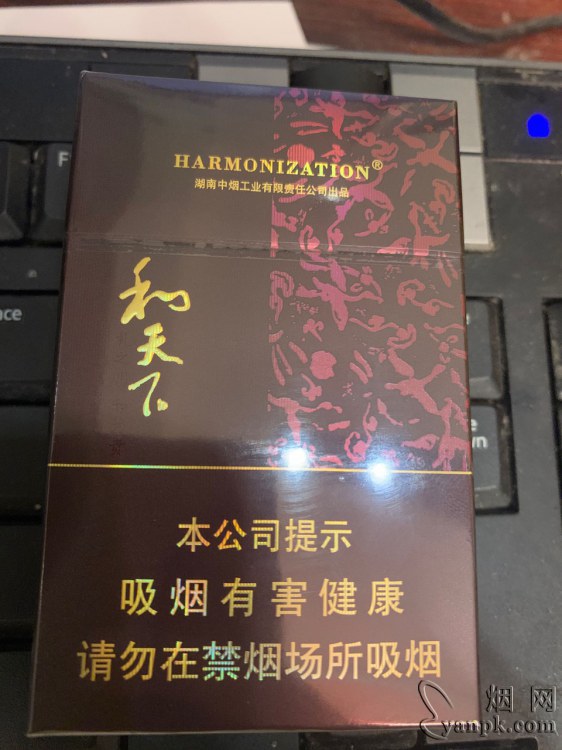 HARMONIZATION®
湖南中烟工业有限责任公司出品
和天下
本公司提示
吸烟有害健康
请勿在禁烟场所吸烟
ace
烟网
yanpk.com